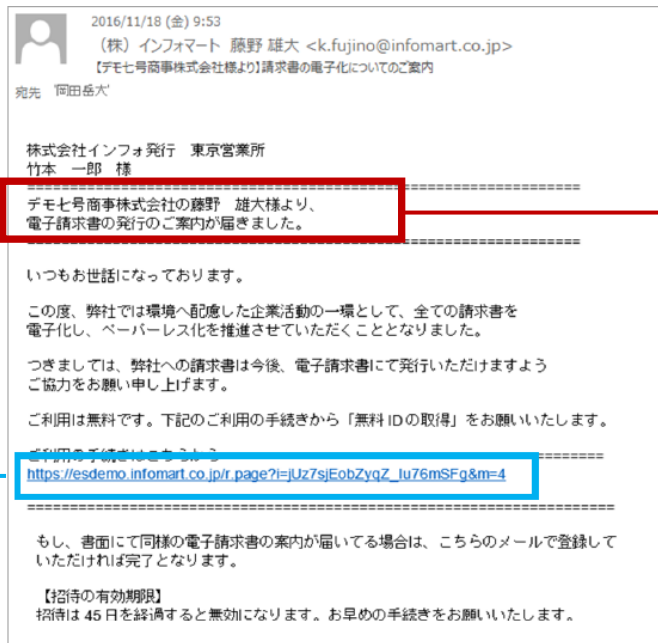 2016/11/18 (金) 9:53
（株）インフォマート 藤野 雄大 <k.fujino@infomart.co.jp>
【デモ七号商事株式会社様より】請求書の電子化についてのご案内
宛先 '岡田岳大'
株式会社インフォ発行 東京営業所
竹本 一郎 様
デモ七号商事株式会社の藤野 雄大様より、
電子請求書の発行のご案内が届きました。
いつもお世話になっております。
この度、弊社では環境へ配慮した企業活動の一環として、全ての請求書を
電子化し、ペーパーレス化を推進させていただくこととなりました。
つきましては、弊社への請求書は今後、電子請求書にて発行いただけますよう
ご協力をお願い申し上げます。
ご利用は無料です。下記のご利用の手続きから「無料IDの取得」をお願いいたします。
ご利用の手続きはこちらから
https://esdemo.infomart.co.jp/r.page?i=jUz7sjEobZyqZ_Iu76mSFg&m=4
もし、書面にて同様の電子請求書の案内が届いてる場合は、こちらのメールで登録して
いただければ完了となります。
【招待の有効期限】
招待は45日を経過すると無効になります。お早めの手続きをお願いいたします。